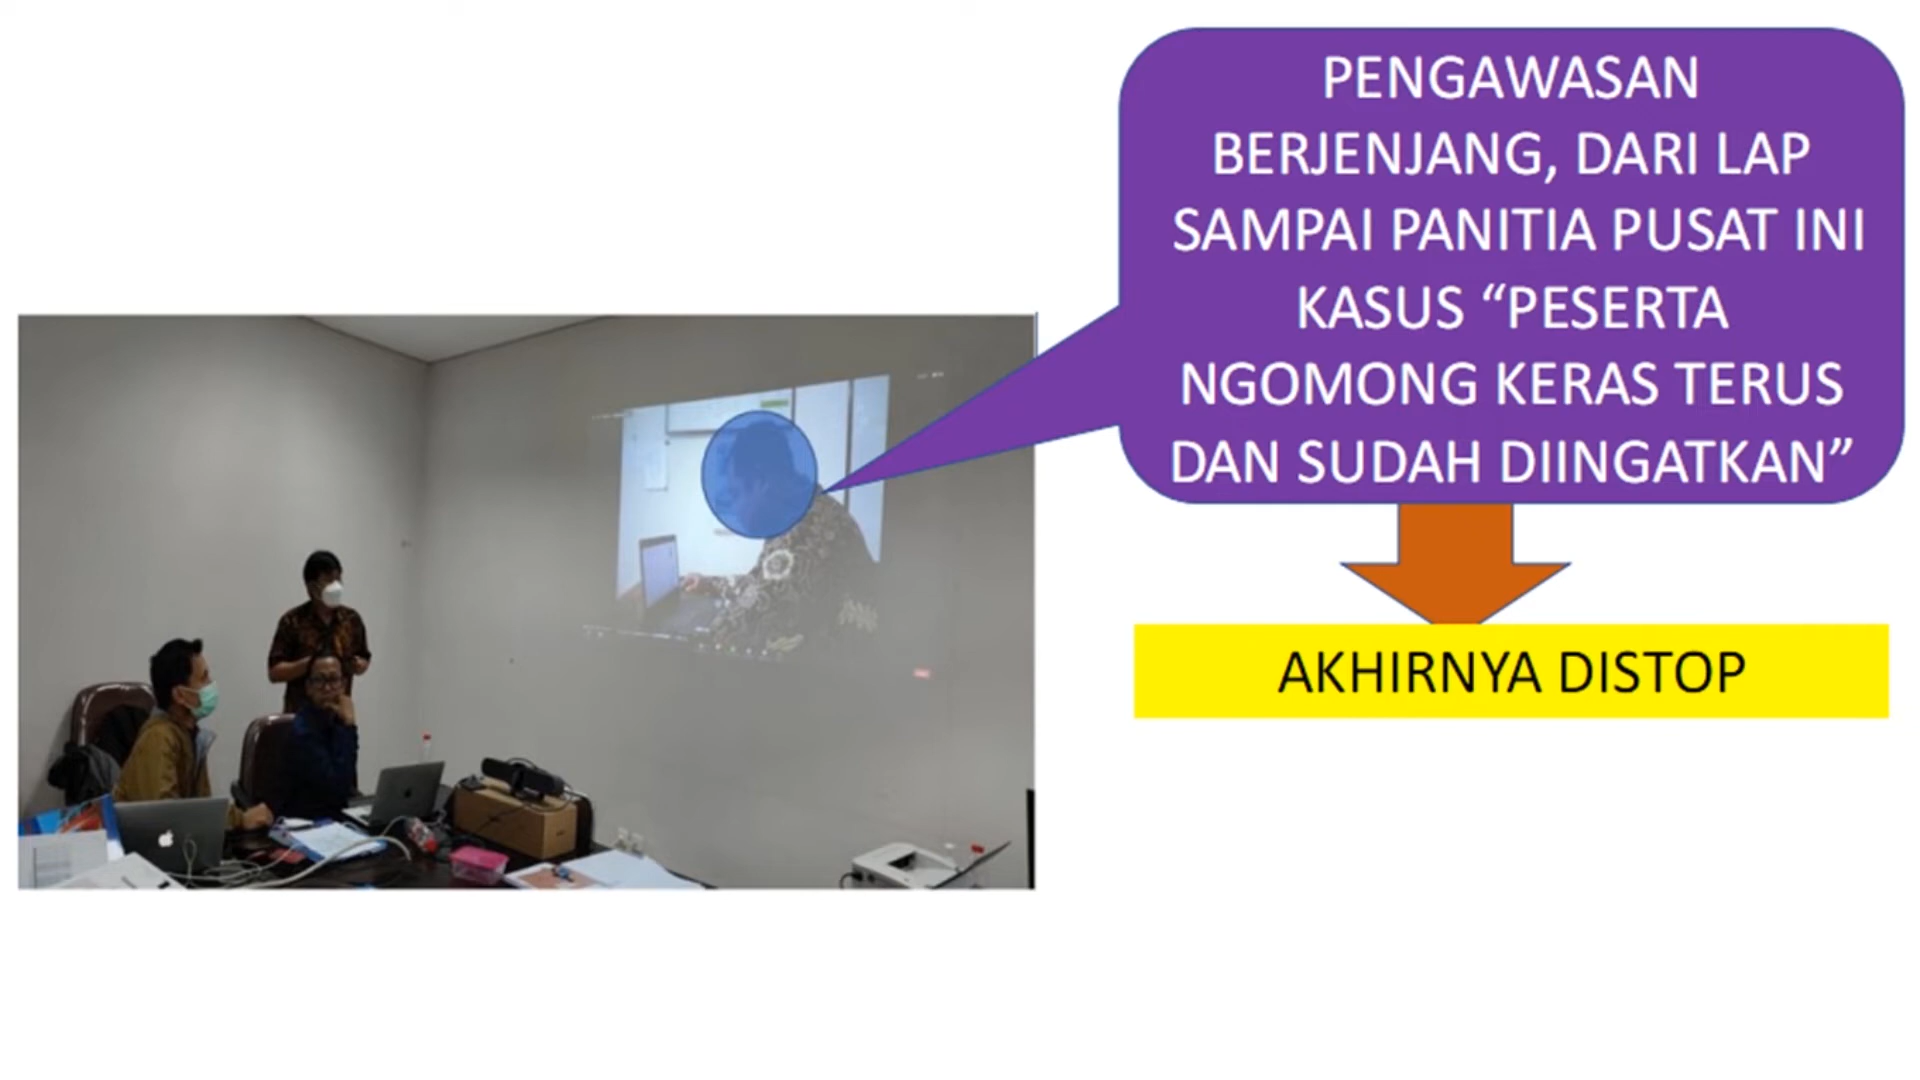 PENGAWASAN
BERJENJANG, DARI LAP
SAMPAI PANITIA PUSAT INI
KASUS “PESERTA
NGOMONG KERAS TERUS
DAN SUDAH DIINGATKAN”
AKHIRNYA DISTOP